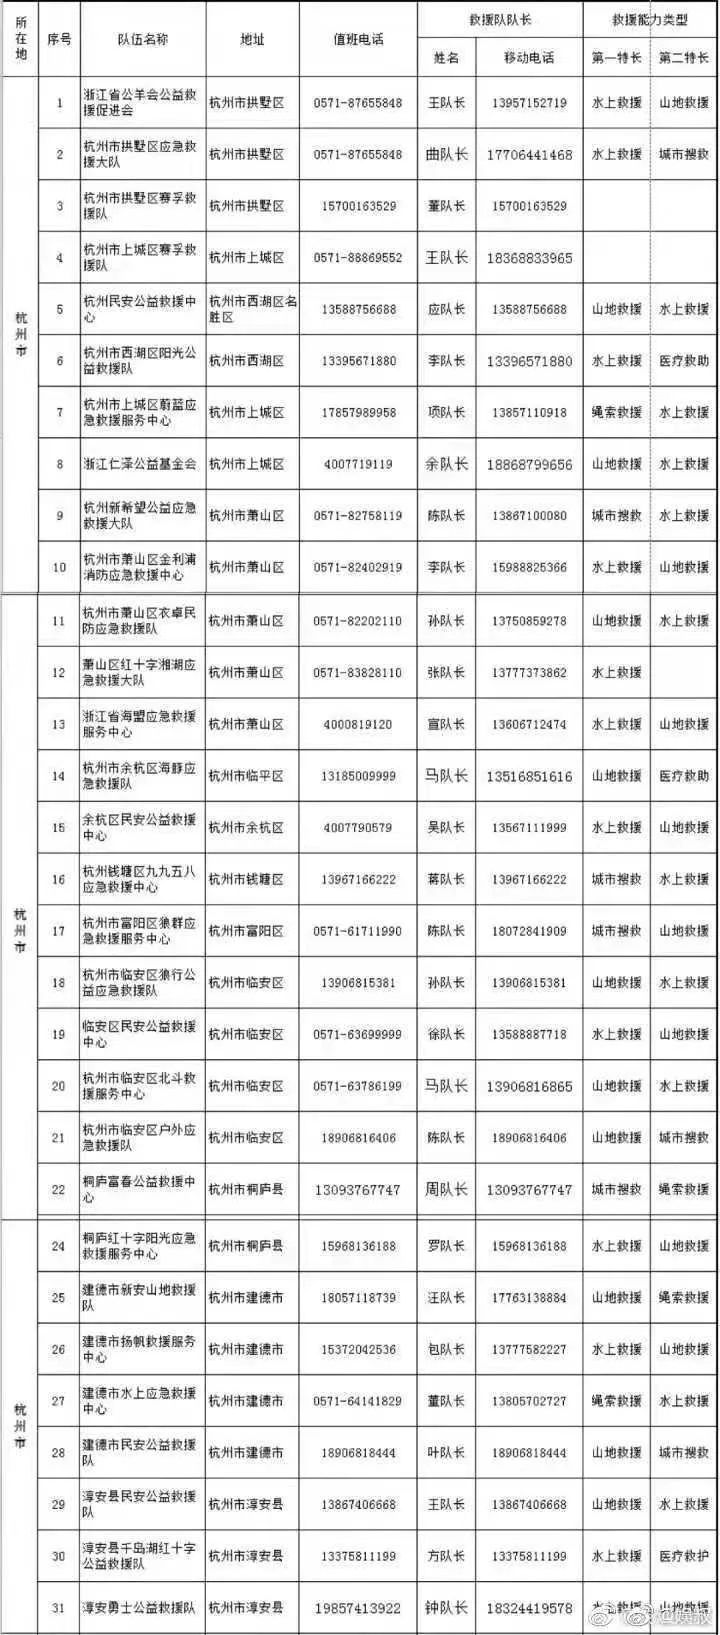 所在地 序号 队伍名称 地址 值班电话 救援队队长 救援能力类型
姓名 移动电话 第一特长 第二特长
杭州市
1 浙江省公羊会公益救援促进会 杭州市拱墅区 0571-87655848 王队长 13957152719 水上救援 山地救援
2 杭州市拱墅区应急救援大队 杭州市拱墅区 0571-87655848 曲队长 17706441468 水上救援 城市搜救
3 杭州市拱墅区赛孚救援队 杭州市拱墅区 15700163529 董队长 15700163529
4 杭州市上城区赛孚救援队 杭州市上城区 0571-88869552 王队长 18368833965
5 杭州民安公益救援中心 杭州市西湖区名胜区 13588756688 应队长 13588756688 山地救援 水上救援
6 杭州市西湖区阳光公益救援队 杭州市西湖区 13395671880 李队长 13396571880 水上救援 医疗救助
7 杭州市上城区蔚蓝应急救援服务中心 杭州市上城区 17857989958 项队长 13857110918 绳索救援 水上救援
8 浙江仁泽公益基金会 杭州市上城区 4007719119 余队长 18868799656 山地救援 水上救援
9 杭州新希望公益应急救援大队 杭州市萧山区 0571-82758119 陈队长 13867100080 城市搜救 水上救援
10 杭州市萧山区金利浦消防应急救援中心 杭州市萧山区 0571-82402919 李队长 15988825366 水上救援 山地救援
杭州市
11 杭州市萧山区衣卓民防应急救援队 杭州市萧山区 0571-82202110 孙队长 13750859278 山地救援 水上救援
12 萧山区红十字湘湖应急救援大队 杭州市萧山区 0571-83828110 张队长 13777373862 水上救援
13 浙江省海盟应急救援服务中心 杭州市萧山区 4000819120 宣队长 13606712474 水上救援 山地救援
14 杭州市余杭区海豚应急救援队 杭州市临平区 13185009999 马队长 13516851616 山地救援 医疗救助
15 余杭区民安公益救援中心 杭州市余杭区 4007790579 吴队长 13567111999 水上救援 山地救援
16 杭州钱塘区九九五八应急救援中心 杭州市钱塘区 13967166222 蒋队长 13967166222 城市搜救 水上救援
17 杭州市富阳区狼群应急救援服务中心 杭州市富阳区 0571-61711990 陈队长 18072841909 城市搜救 山地救援
18 杭州市临安区狼行公益应急救援队 杭州市临安区 13906815381 孙队长 13906815381 山地救援 水上救援
19 临安区民安公益救援中心 杭州市临安区 0571-63699999 徐队长 13588887718 水上救援 山地救援
20 杭州市临安区北斗救援服务中心 杭州市临安区 0571-63786199 马队长 13906816865 山地救援 水上救援
21 杭州市临安区户外应急救援队 杭州市临安区 18906816406 陈队长 18906816406 山地救援 城市搜救
22 桐庐富春公益救援中心 杭州市桐庐县 13093767747 周队长 13093767747 城市搜救 绳索救援
杭州市
24 桐庐红十字阳光应急救援服务中心 杭州市桐庐县 15968136188 罗队长 15968136188 水上救援 山地救援
25 建德市新安山地救援队 杭州市建德市 18057118739 汪队长 17763138884 山地救援 绳索救援
26 建德市扬帆救援服务中心 杭州市建德市 15372042536 包队长 13777582227 水上救援 山地救援
27 建德市水上应急救援中心 杭州市建德市 0571-64141829 董队长 13805702727 绳索救援 水上救援
28 建德市民安公益救援队 杭州市建德市 18906818444 叶队长 18906818444 山地救援 城市搜救
29 淳安县民安公益救援队 杭州市淳安县 13867406668 王队长 13867406668 山地救援 水上救援
30 淳安县千岛湖红十字公益救援队 杭州市淳安县 13375811199 方队长 13375811199 水上救援 医疗救护
31 淳安勇士公益救援队 杭州市淳安县 19857413922 钟队长 18324419578 水上救援 山地救援